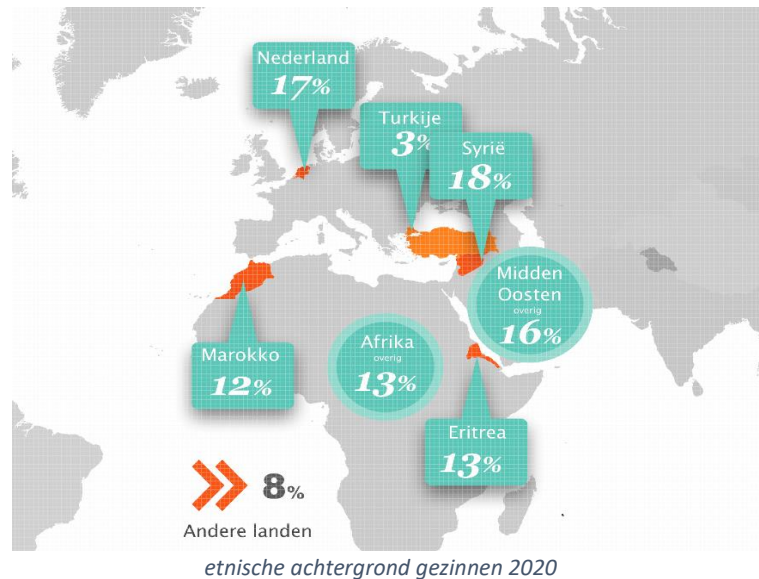 Nederland
17%
Turkije
3%
Syrië
18%
Midden
Oosten
overig
16%
Marokko
12%
Afrika
overig
13%
Eritrea
13%
8%
Andere landen
etnische achtergrond gezinnen 2020